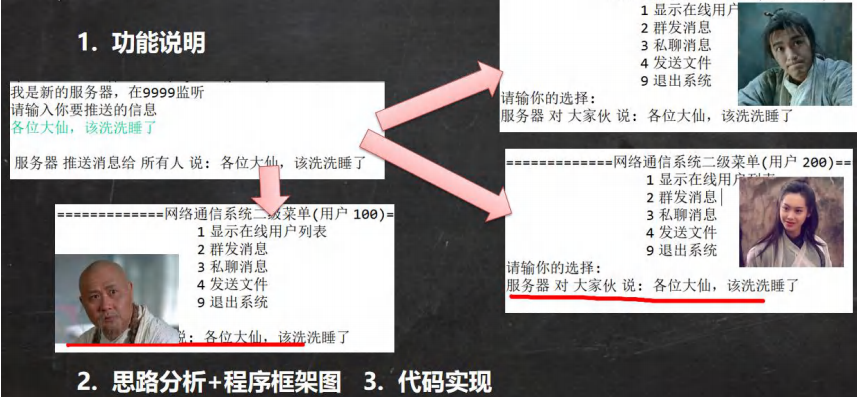 1. 功能说明
我是新的服务器，在9999监听
请输入你要推送的信息
各位大仙，该洗洗睡了
服务器 推送消息给 所有人 说: 各位大仙，该洗洗睡了
1 显示在线用户
2 群发消息
3 私聊消息
4 发送文件
9 退出系统
请输你的选择:
服务器 对 大家伙 说: 各位大仙，该洗洗睡了
=============网络通信系统二级菜单(用户 100)=
1 显示在线用户列表
2 群发消息
3 私聊消息
4 发送文件
9 退出系统
说: 各位大仙，该洗洗睡了
=============网络通信系统二级菜单(用户 200)==
1 显示在线用户列表
2 群发消息
3 私聊消息
4 发送文件
9 退出系统
请输你的选择:
服务器 对 大家伙 说: 各位大仙，该洗洗睡了
2. 思路分析+程序框架图 3. 代码实现